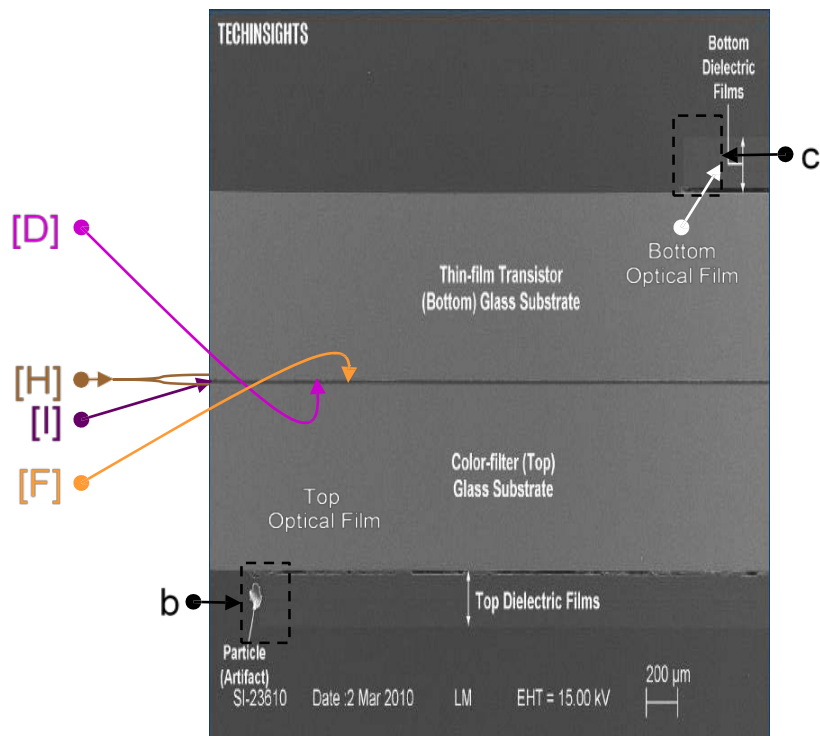 TECHINSIGHTS
Bottom
Dielectric
Films
c
[D]
Bottom
Optical Film
Thin-film Transistor
(Bottom) Glass Substrate
[H]
[I]
Color-filter (Top)
Glass Substrate
[F]
Top
Optical Film
b
Top Dielectric Films
Particle
(Artifact)
200 µm
SI-23610 Date :2 Mar 2010 LM EHT = 15.00 kV